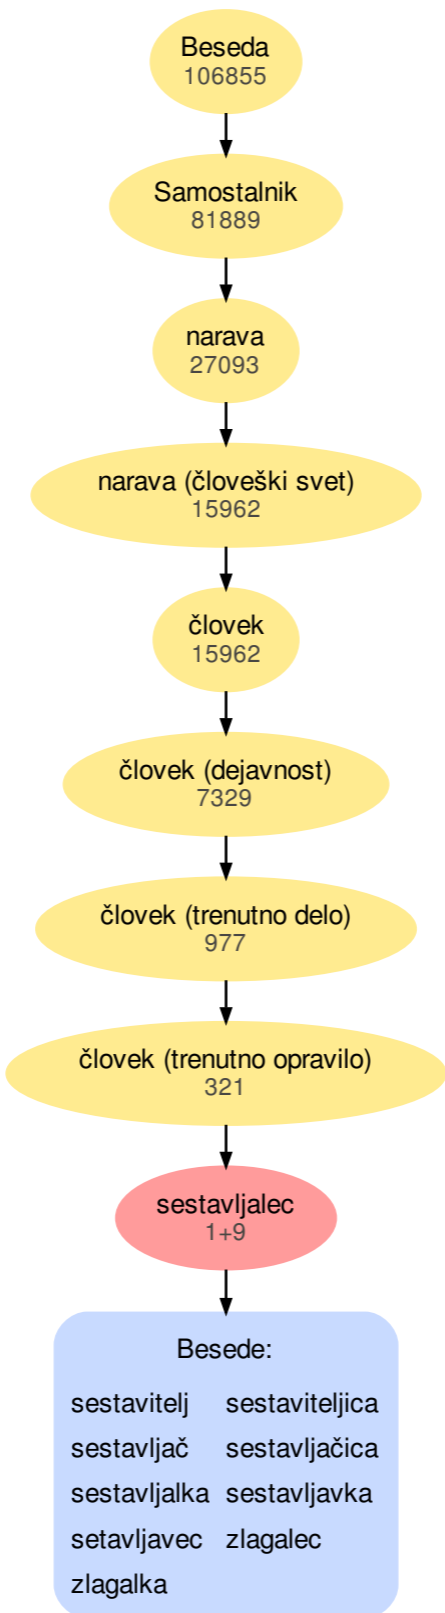 Beseda
106855
Samostalnik
81889
narava
27093
narava (človeški svet)
15962
človek
15962
človek (dejavnost)
7329
človek (trenutno delo)
977
človek (trenutno opravilo)
321
sestavljalec
1+9
Besede:
sestavitelj sestaviteljica
sestavljač sestavljačica
sestavljalka sestavljavka
setavljavec zlagalec
zlagalka